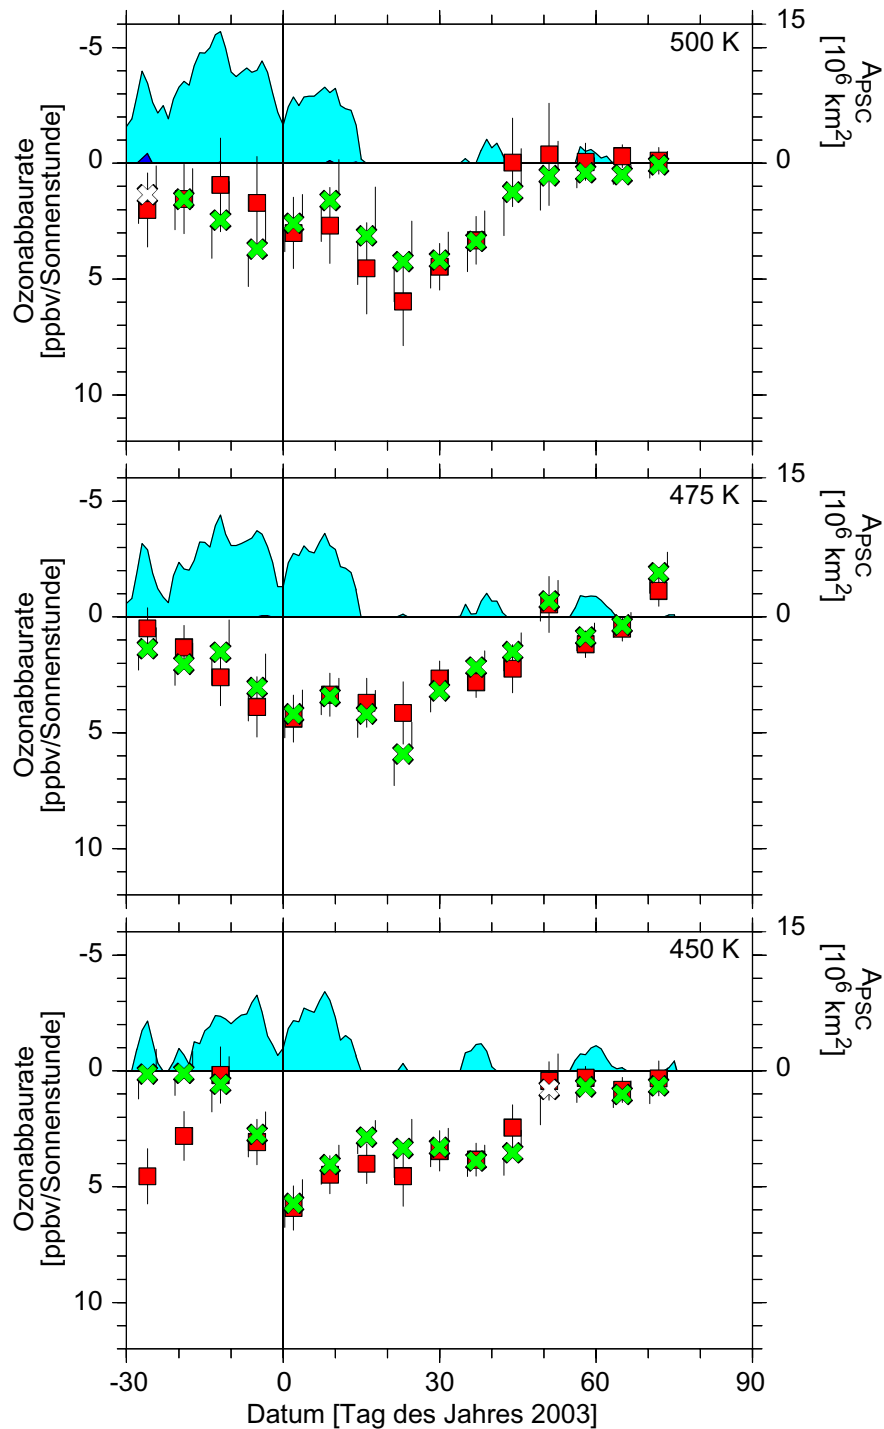 15
-5
500 K
A_PSC
[10^6 km^2]
0
0
Ozonabbaurate
[ppbv/Sonnenstunde]
5
10
15
-5
475 K
A_PSC
[10^6 km^2]
0
0
Ozonabbaurate
[ppbv/Sonnenstunde]
5
10
15
-5
450 K
A_PSC
[10^6 km^2]
0
0
Ozonabbaurate
[ppbv/Sonnenstunde]
5
10
-30 0 30 60 90
Datum [Tag des Jahres 2003]